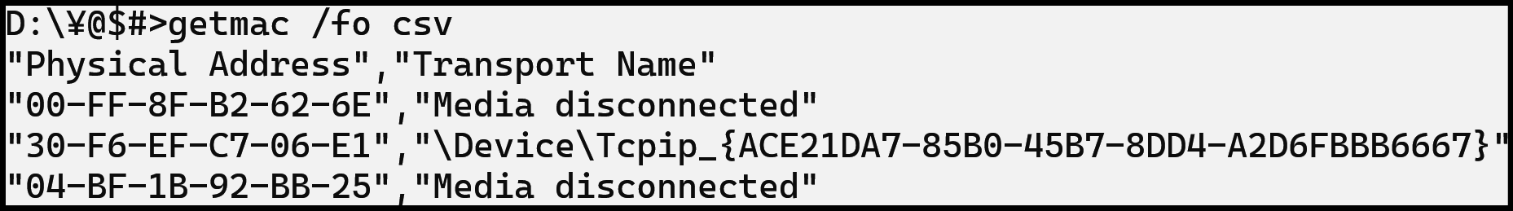 D:\¥@$#>getmac /fo csv
"Physical Address","Transport Name"
"00-FF-8F-B2-62-6E","Media disconnected"
"30-F6-EF-C7-06-E1","\Device\Tcpip_{ACE21DA7-85B0-45B7-8DD4-A2D6FBBB6667}"
"04-BF-1B-92-BB-25","Media disconnected"